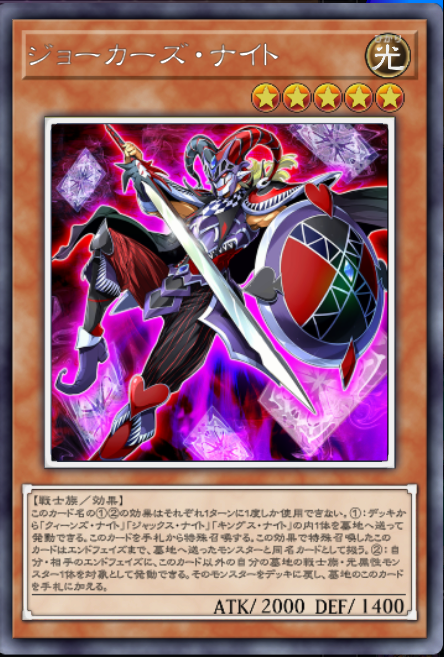 ジョーカーズ・ナイト
ひかり
光
【戦士族／効果】
このカード名の①②の効果はそれぞれ1ターンに1度しか使用できない。①：デッキ
から「クィーンズ・ナイト」「ジャックス・ナイト」「キングス・ナイト」の内1体を墓地へ送って
発動できる。このカードを手札から特殊召喚する。この効果で特殊召喚したこの
カードはエンドフェイズまで、墓地へ送ったモンスターと同名カードとして扱う。②：自
分・相手のエンドフェイズに、このカード以外の自分の墓地の戦士族・光属性モン
スター1体を対象として発動できる。そのモンスターをデッキに戻し、墓地のこのカード
を手札に加える。
ATK/ 2000 DEF/ 1400